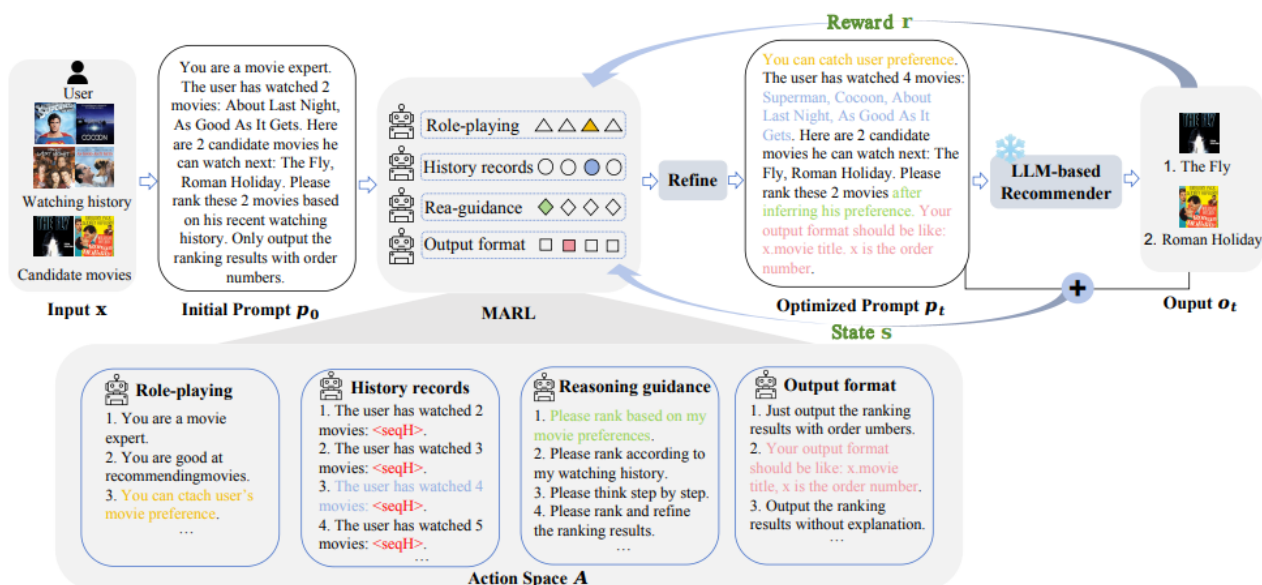 Reward r
User
Watching history
Candidate movies
Input x
You are a movie expert.
The user has watched 2
movies: About Last Night,
As Good As It Gets. Here
are 2 candidate movies he
can watch next: The Fly,
Roman Holiday. Please
rank these 2 movies based
on his recent watching
history. Only output the
ranking results with order
numbers.
Initial Prompt p₀
Role-playing
History records
Rea-guidance
Output format
MARL
Refine
You can catch user preference.
The user has watched 4 movies:
Superman, Cocoon, About
Last Night, As Good As It
Gets. Here are 2 candidate
movies he can watch next: The
Fly, Roman Holiday. Please
rank these 2 movies after
inferring his preference. Your
output format should be like:
x.movie title. x is the order
number.
Optimized Prompt pₜ
LLM-based
Recommender
1. The Fly
2. Roman Holiday
Ouput oₜ
+
State s
Role-playing
1. You are a movie
expert.
2. You are good at
recommendingmovies.
3. You can ctach user's
movie preference.
…
History records
1. The user has watched 2
movies: <seqH>.
2. The user has watched 3
movies: <seqH>.
3. The user has watched 4
movies: <seqH>.
4. The user has watched 5
movies: <seqH>.
…
Reasoning guidance
1. Please rank based on my
movie preferences.
2. Please rank according to
my watching history.
3. Please think step by step.
4. Please rank and refine
the ranking results.
…
Output format
1. Just output the ranking
results with order umbers.
2. Your output format
should be like: x.movie
title, x is the order number.
3. Output the ranking
results without explanation.
…
Action Space A